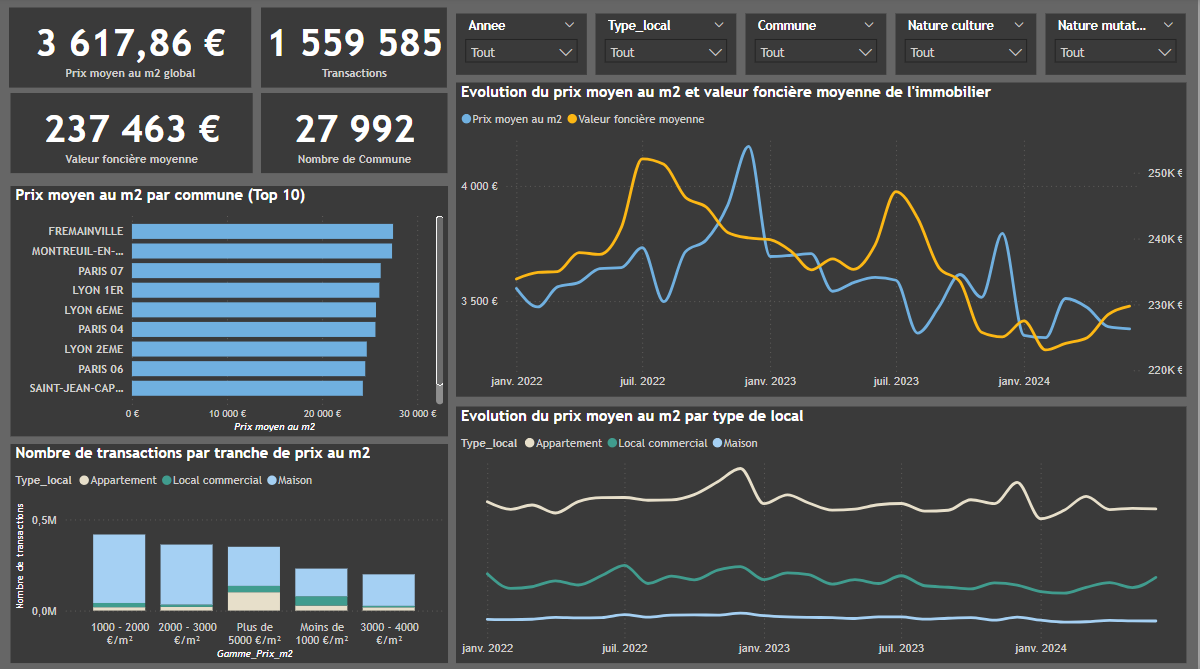 3 617,86 €
Prix moyen au m2 global
1 559 585
Transactions
237 463 €
Valeur foncière moyenne
27 992
Nombre de Commune
Annee
Tout
Type_local
Tout
Commune
Tout
Nature culture
Tout
Nature mutat...
Tout
Prix moyen au m2 par commune (Top 10)
FREMAINVILLE
MONTREUIL-EN-...
PARIS 07
LYON 1ER
LYON 6EME
PARIS 04
LYON 2EME
PARIS 06
SAINT-JEAN-CAP...
0 € 10 000 € 20 000 € 30 000 €
Prix moyen au m2
Nombre de transactions par tranche de prix au m2
Type_local Appartement Local commercial Maison
Nombre de transactions
0,5M
0,0M
1000 - 2000 2000 - 3000 Plus de Moins de 3000 - 4000
€/m² €/m² 5000 €/m² 1000 €/m² €/m²
Gamme_Prix_m2
Evolution du prix moyen au m2 et valeur foncière moyenne de l'immobilier
Prix moyen au m2 Valeur foncière moyenne
4 000 €
3 500 €
250K €
240K €
230K €
220K €
janv. 2022 juil. 2022 janv. 2023 juil. 2023 janv. 2024
Evolution du prix moyen au m2 par type de local
Type_local Appartement Local commercial Maison
janv. 2022 juil. 2022 janv. 2023 juil. 2023 janv. 2024